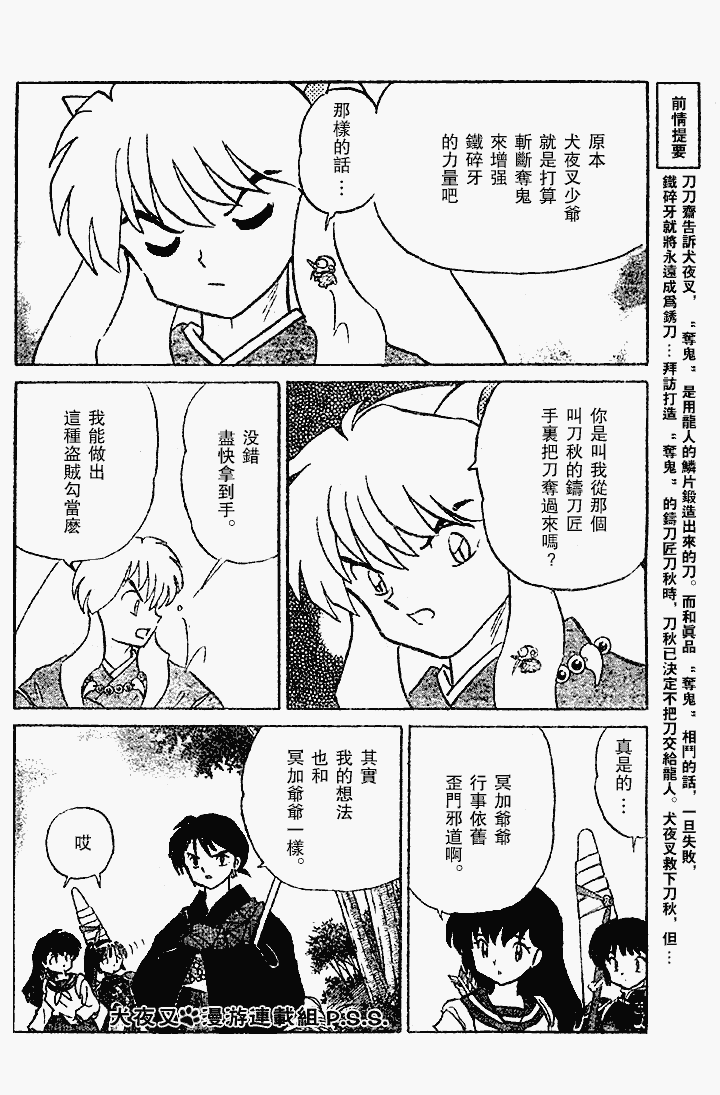 前情提要
刀刀齋告訴犬夜叉，“奪鬼”是用龍人的鱗片鍛造出來的刀。而和眞品“奪鬼”相鬥的話，一旦失敗，
鐵碎牙就將永遠成爲銹刀…拜訪打造“奪鬼”的鑄刀匠刀秋時，刀秋已決定不把刀交給龍人。犬夜叉救下刀秋，但…
原本
犬夜叉少爺
就是打算
斬斷奪鬼
來增强
鐵碎牙
的力量吧
那樣的話…
你是叫我從那個
叫刀秋的鑄刀匠
手裏把刀奪過來嗎？
没錯
盡快拿到手。
我能做出
這種盗賊勾當麽
真是的…
冥加爺爺
行事依舊
歪門邪道啊。
其實
我的想法
也和
冥加爺爺一樣。
哎
犬夜叉漫游連載組 P.S.S.